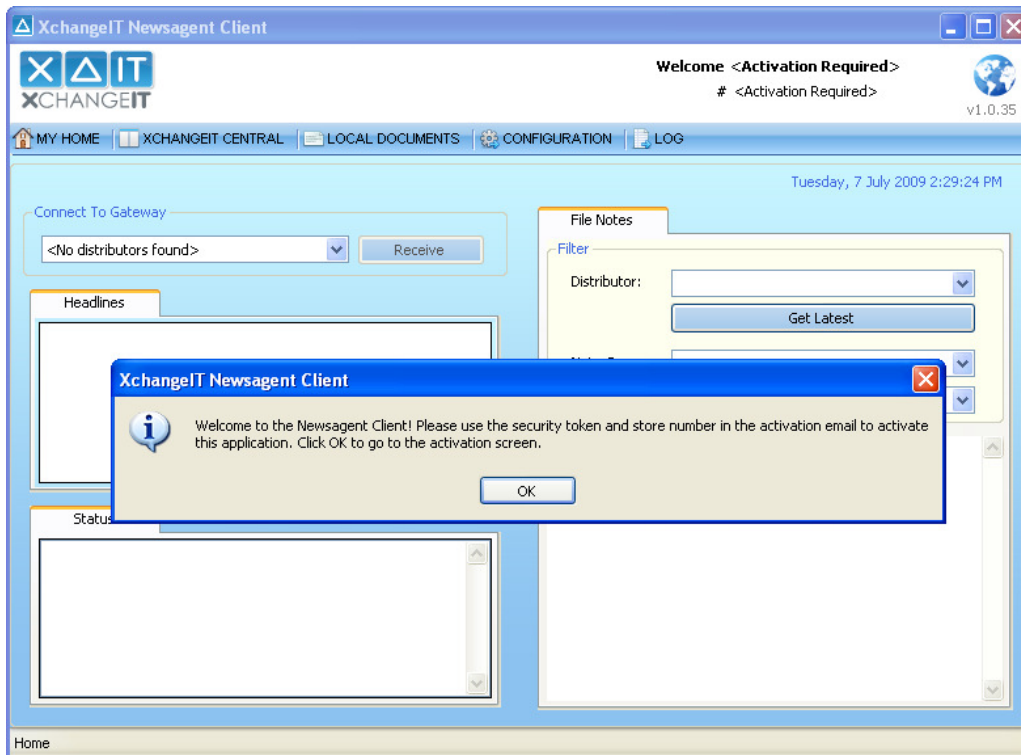 XchangeIT Newsagent Client
X IT
XCHANGEIT
Welcome <Activation Required>
# <Activation Required>
v1.0.35
MY HOME XCHANGEIT CENTRAL LOCAL DOCUMENTS CONFIGURATION LOG
Tuesday, 7 July 2009 2:29:24 PM
Connect To Gateway
<No distributors found>
Receive
Headlines
Status
File Notes
Filter
Distributor:
Get Latest
XchangeIT Newsagent Client
Welcome to the Newsagent Client! Please use the security token and store number in the activation email to activate
this application. Click OK to go to the activation screen.
OK
Home